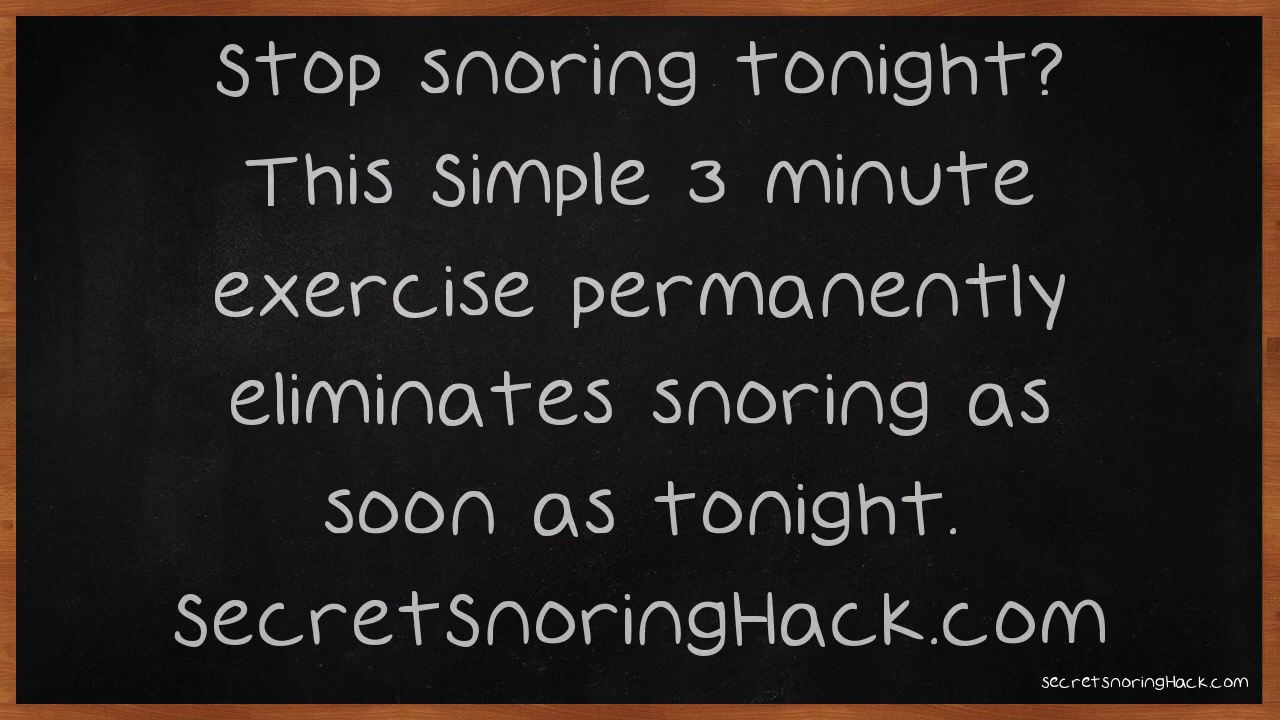 Stop snoring tonight?
This Simple 3 minute
exercise permanently
eliminates snoring as
soon as tonight.
SecretSnoringHack.com
secretsnoringHack.com